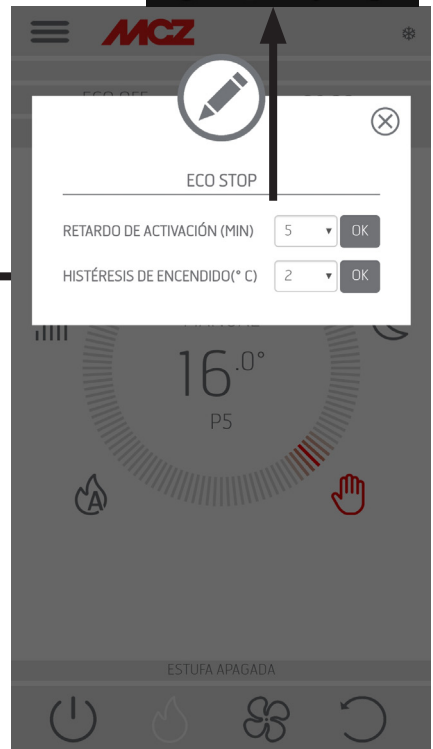 MCZ
ECO STOP
RETARDO DE ACTIVACIÓN (MIN) 5 OK
HISTÉRESIS DE ENCENDIDO(° C) 2 OK
16.0°
P5
A
ESTUFA APAGADA